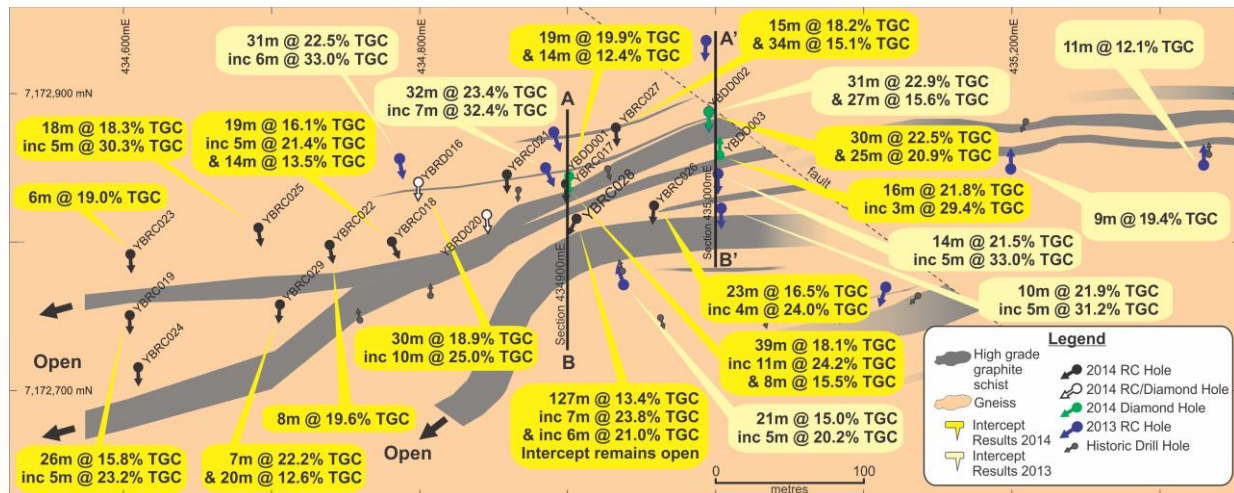 434,600mE
434,800mE
435,200mE
7,172,900 mN
7,172,700 mN
31m @ 22.5% TGC
inc 6m @ 33.0% TGC
19m @ 19.9% TGC
& 14m @ 12.4% TGC
15m @ 18.2% TGC
& 34m @ 15.1% TGC
11m @ 12.1% TGC
32m @ 23.4% TGC
inc 7m @ 32.4% TGC
31m @ 22.9% TGC
& 27m @ 15.6% TGC
18m @ 18.3% TGC
inc 5m @ 30.3% TGC
19m @ 16.1% TGC
inc 5m @ 21.4% TGC
& 14m @ 13.5% TGC
30m @ 22.5% TGC
& 25m @ 20.9% TGC
6m @ 19.0% TGC
16m @ 21.8% TGC
inc 3m @ 29.4% TGC
9m @ 19.4% TGC
14m @ 21.5% TGC
inc 5m @ 33.0% TGC
10m @ 21.9% TGC
inc 5m @ 31.2% TGC
23m @ 16.5% TGC
inc 4m @ 24.0% TGC
30m @ 18.9% TGC
inc 10m @ 25.0% TGC
39m @ 18.1% TGC
inc 11m @ 24.2% TGC
& 8m @ 15.5% TGC
127m @ 13.4% TGC
inc 7m @ 23.8% TGC
& inc 6m @ 21.0% TGC
Intercept remains open
21m @ 15.0% TGC
inc 5m @ 20.2% TGC
8m @ 19.6% TGC
26m @ 15.8% TGC
inc 5m @ 23.2% TGC
7m @ 22.2% TGC
& 20m @ 12.6% TGC
YBRC023
YBRC019
YBRC024
YBRC025
YBRC022
YBRC029
YBRC018
YBRD016
YBRD020
YBRC021
YBDD001
YBRC017
YBRC028
YBRC027
YBRC026
YBDD002
YBDD003
A
B
Section 434900mE
A'
B'
Section 435,000mE
fault
Open
Open
0
100
metres
Legend
High grade
graphite
schist
Gneiss
Intercept
Results 2014
Intercept
Results 2013
2014 RC Hole
2014 RC/Diamond Hole
2014 Diamond Hole
2013 RC Hole
Historic Drill Hole